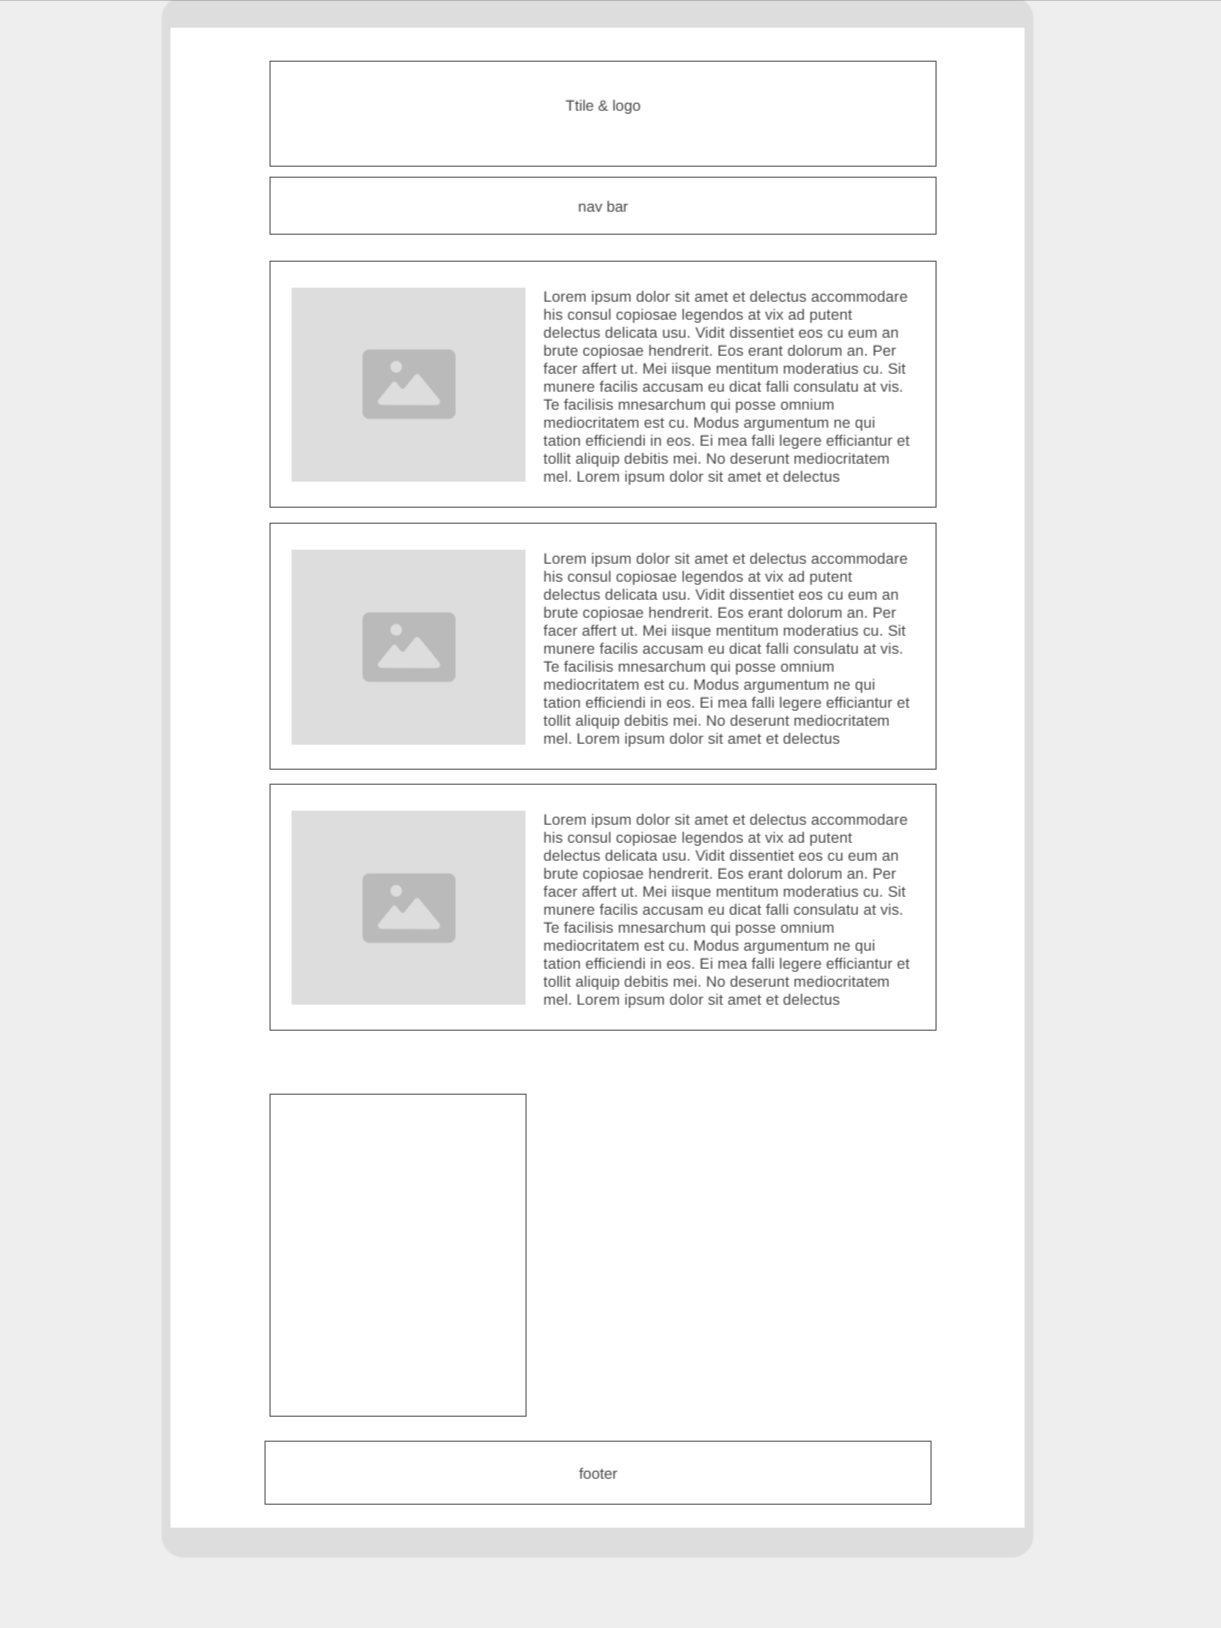 Ttile & logo
nav bar
Lorem ipsum dolor sit amet et delectus accommodare
his consul copiosae legendos at vix ad putent
delectus delicata usu. Vidit dissentiet eos cu eum an
brute copiosae hendrerit. Eos erant dolorum an. Per
facer affert ut. Mei iisque mentitum moderatius cu. Sit
munere facilis accusam eu dicat falli consulatu at vis.
Te facilisis mnesarchum qui posse omnium
mediocritatem est cu. Modus argumentum ne qui
tation efficiendi in eos. Ei mea falli legere efficiantur et
tollit aliquip debitis mei. No deserunt mediocritatem
mel. Lorem ipsum dolor sit amet et delectus
Lorem ipsum dolor sit amet et delectus accommodare
his consul copiosae legendos at vix ad putent
delectus delicata usu. Vidit dissentiet eos cu eum an
brute copiosae hendrerit. Eos erant dolorum an. Per
facer affert ut. Mei iisque mentitum moderatius cu. Sit
munere facilis accusam eu dicat falli consulatu at vis.
Te facilisis mnesarchum qui posse omnium
mediocritatem est cu. Modus argumentum ne qui
tation efficiendi in eos. Ei mea falli legere efficiantur et
tollit aliquip debitis mei. No deserunt mediocritatem
mel. Lorem ipsum dolor sit amet et delectus
Lorem ipsum dolor sit amet et delectus accommodare
his consul copiosae legendos at vix ad putent
delectus delicata usu. Vidit dissentiet eos cu eum an
brute copiosae hendrerit. Eos erant dolorum an. Per
facer affert ut. Mei iisque mentitum moderatius cu. Sit
munere facilis accusam eu dicat falli consulatu at vis.
Te facilisis mnesarchum qui posse omnium
mediocritatem est cu. Modus argumentum ne qui
tation efficiendi in eos. Ei mea falli legere efficiantur et
tollit aliquip debitis mei. No deserunt mediocritatem
mel. Lorem ipsum dolor sit amet et delectus
footer